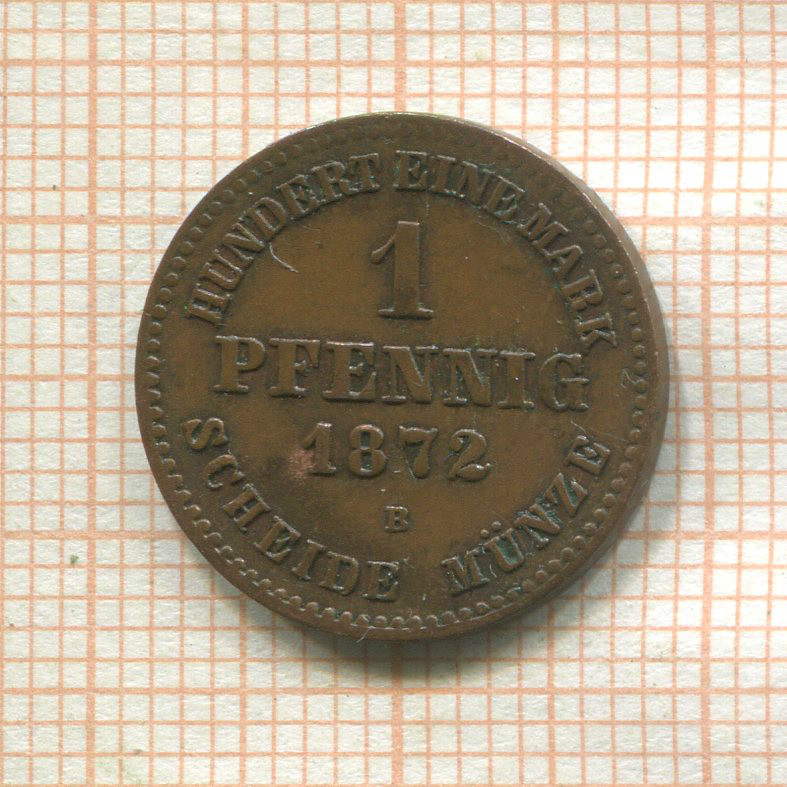 HUNDERT EINE MARK
1
PFENNIG
1872
B
SCHEIDE MÜNZE